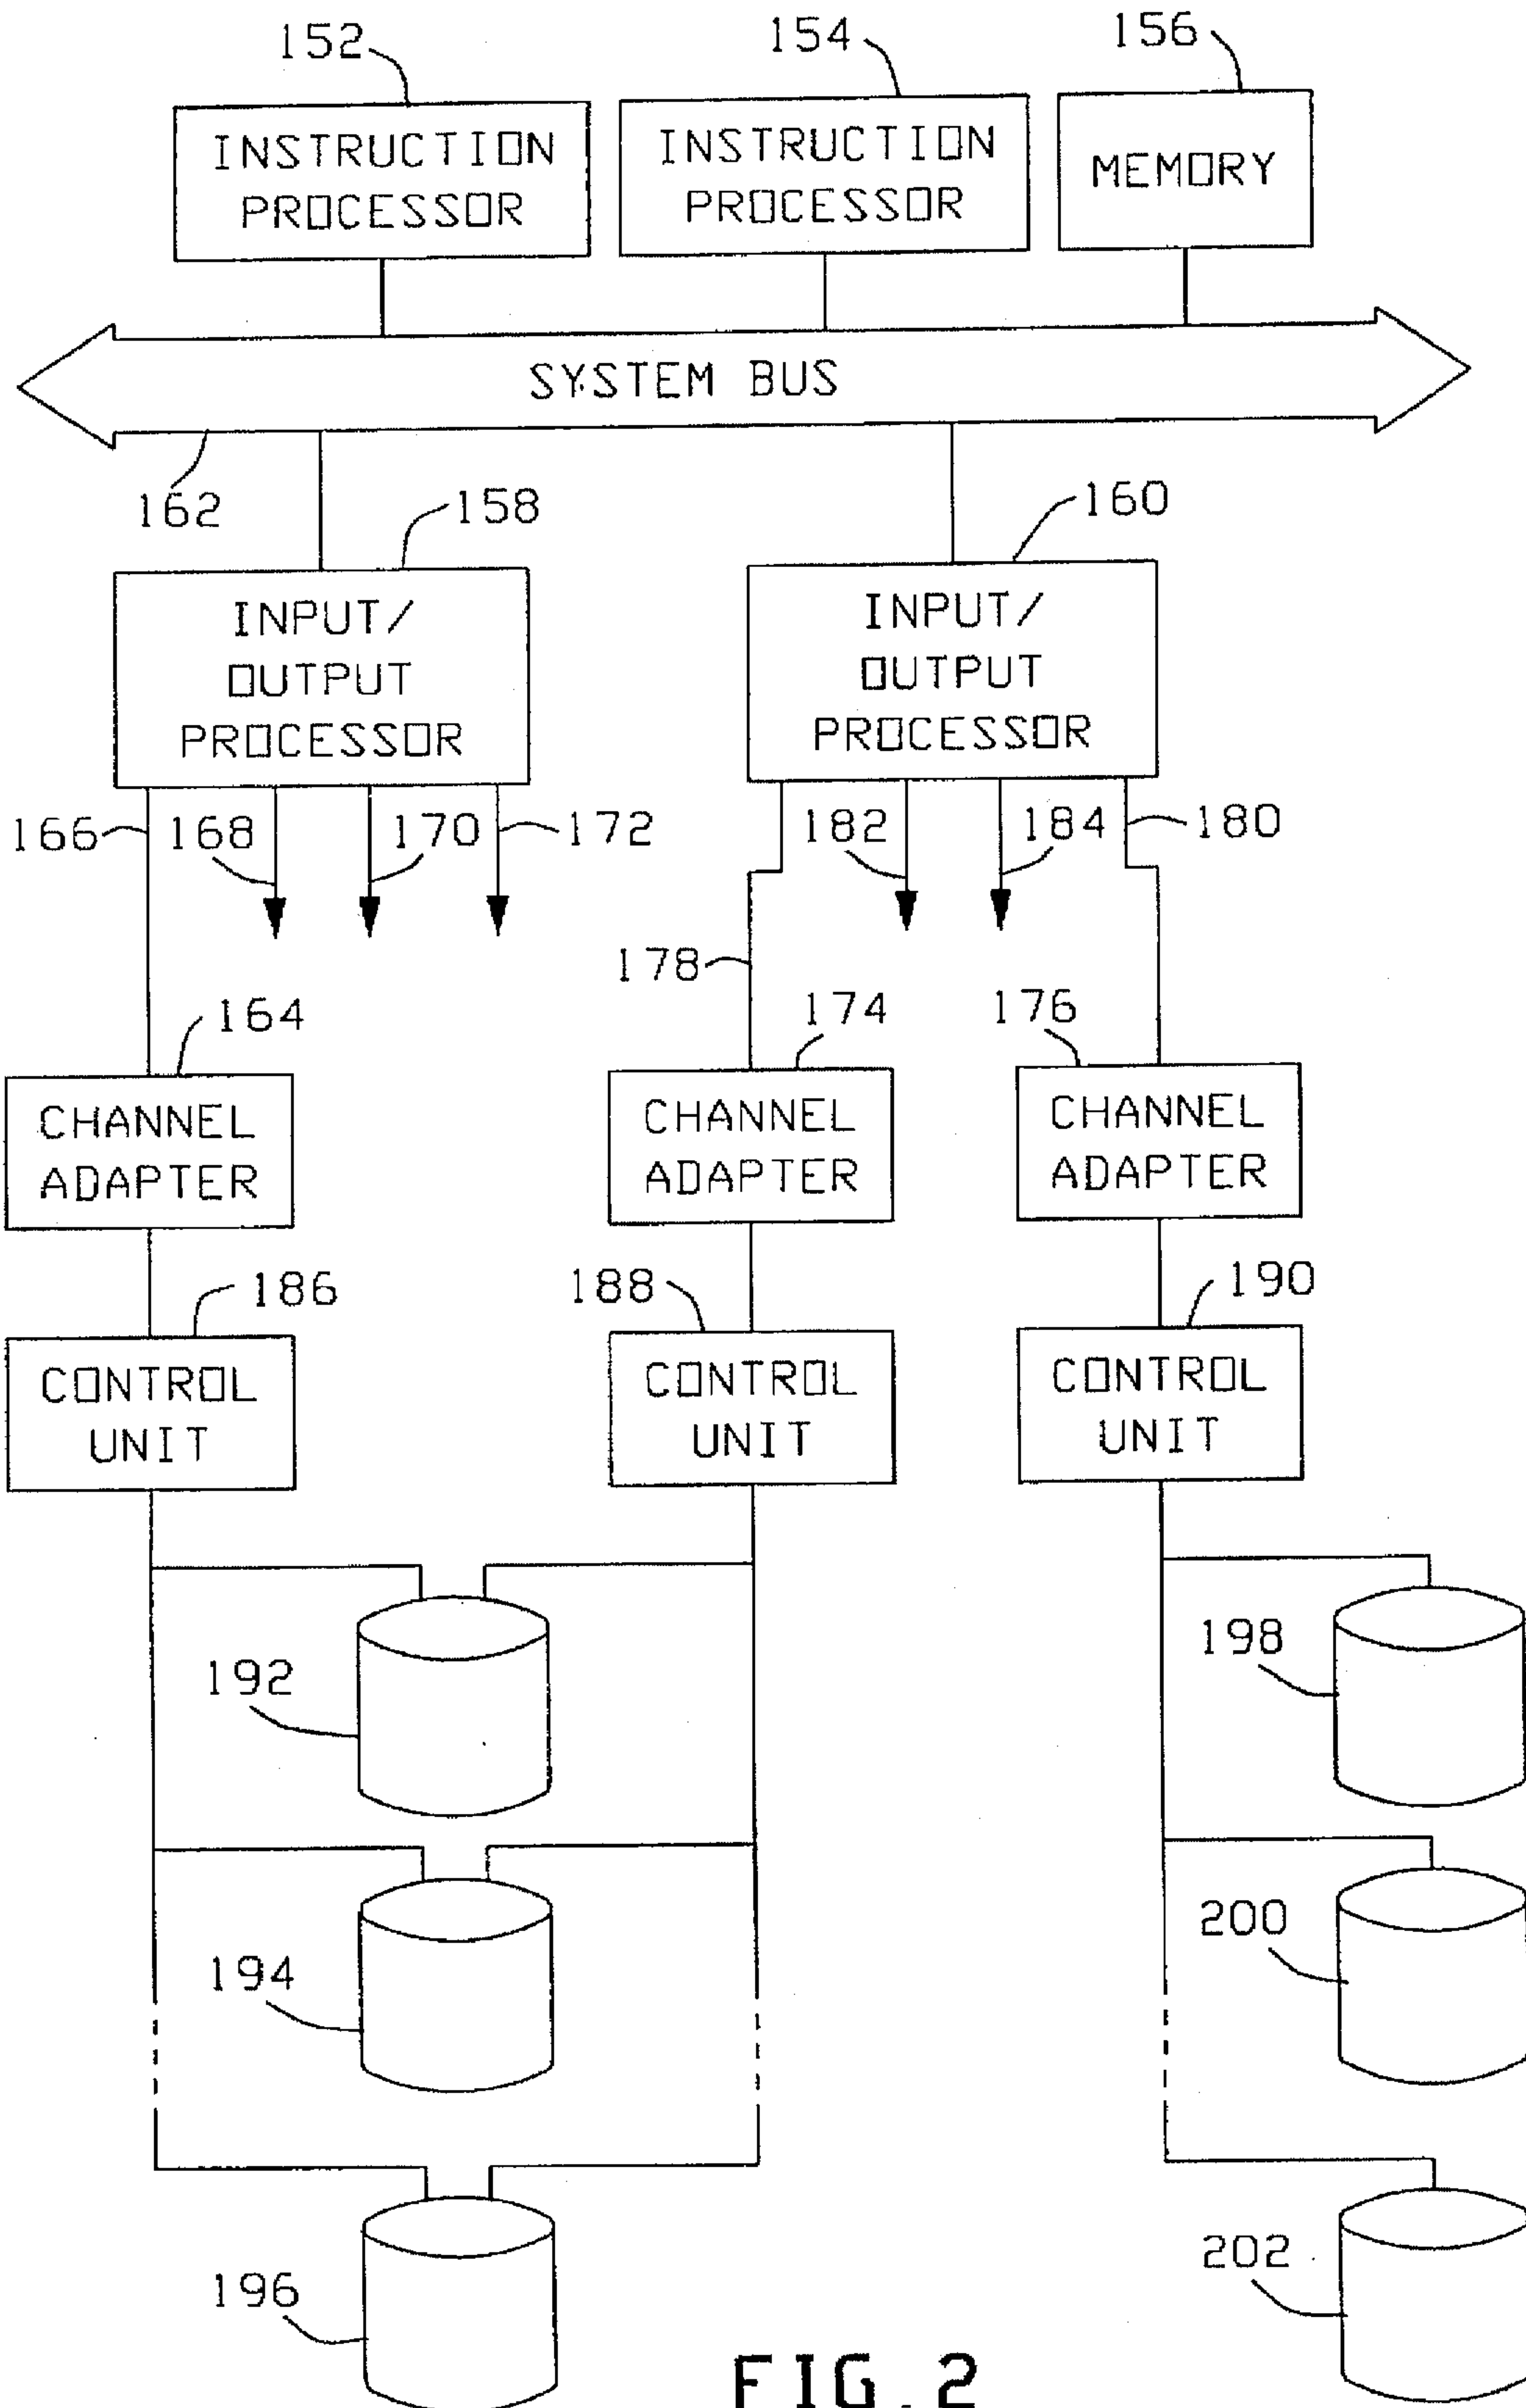 152
154
156
INSTRUCTION
PROCESSOR
INSTRUCTION
PROCESSOR
MEMORY
SYSTEM BUS
162
158
160
INPUT/
OUTPUT
PROCESSOR
INPUT/
OUTPUT
PROCESSOR
166
168
170
172
182
184
180
178
164
174
176
CHANNEL
ADAPTER
CHANNEL
ADAPTER
CHANNEL
ADAPTER
186
188
190
CONTROL
UNIT
CONTROL
UNIT
CONTROL
UNIT
192
198
194
200
196
202
FIG. 2